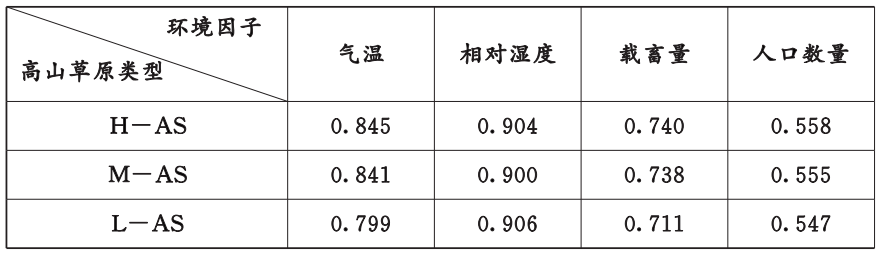 环境因子
高山草原类型
气温 相对湿度 载畜量 人口数量
H－AS 0.845 0.904 0.740 0.558
M－AS 0.841 0.900 0.738 0.555
L－AS 0.799 0.906 0.711 0.547